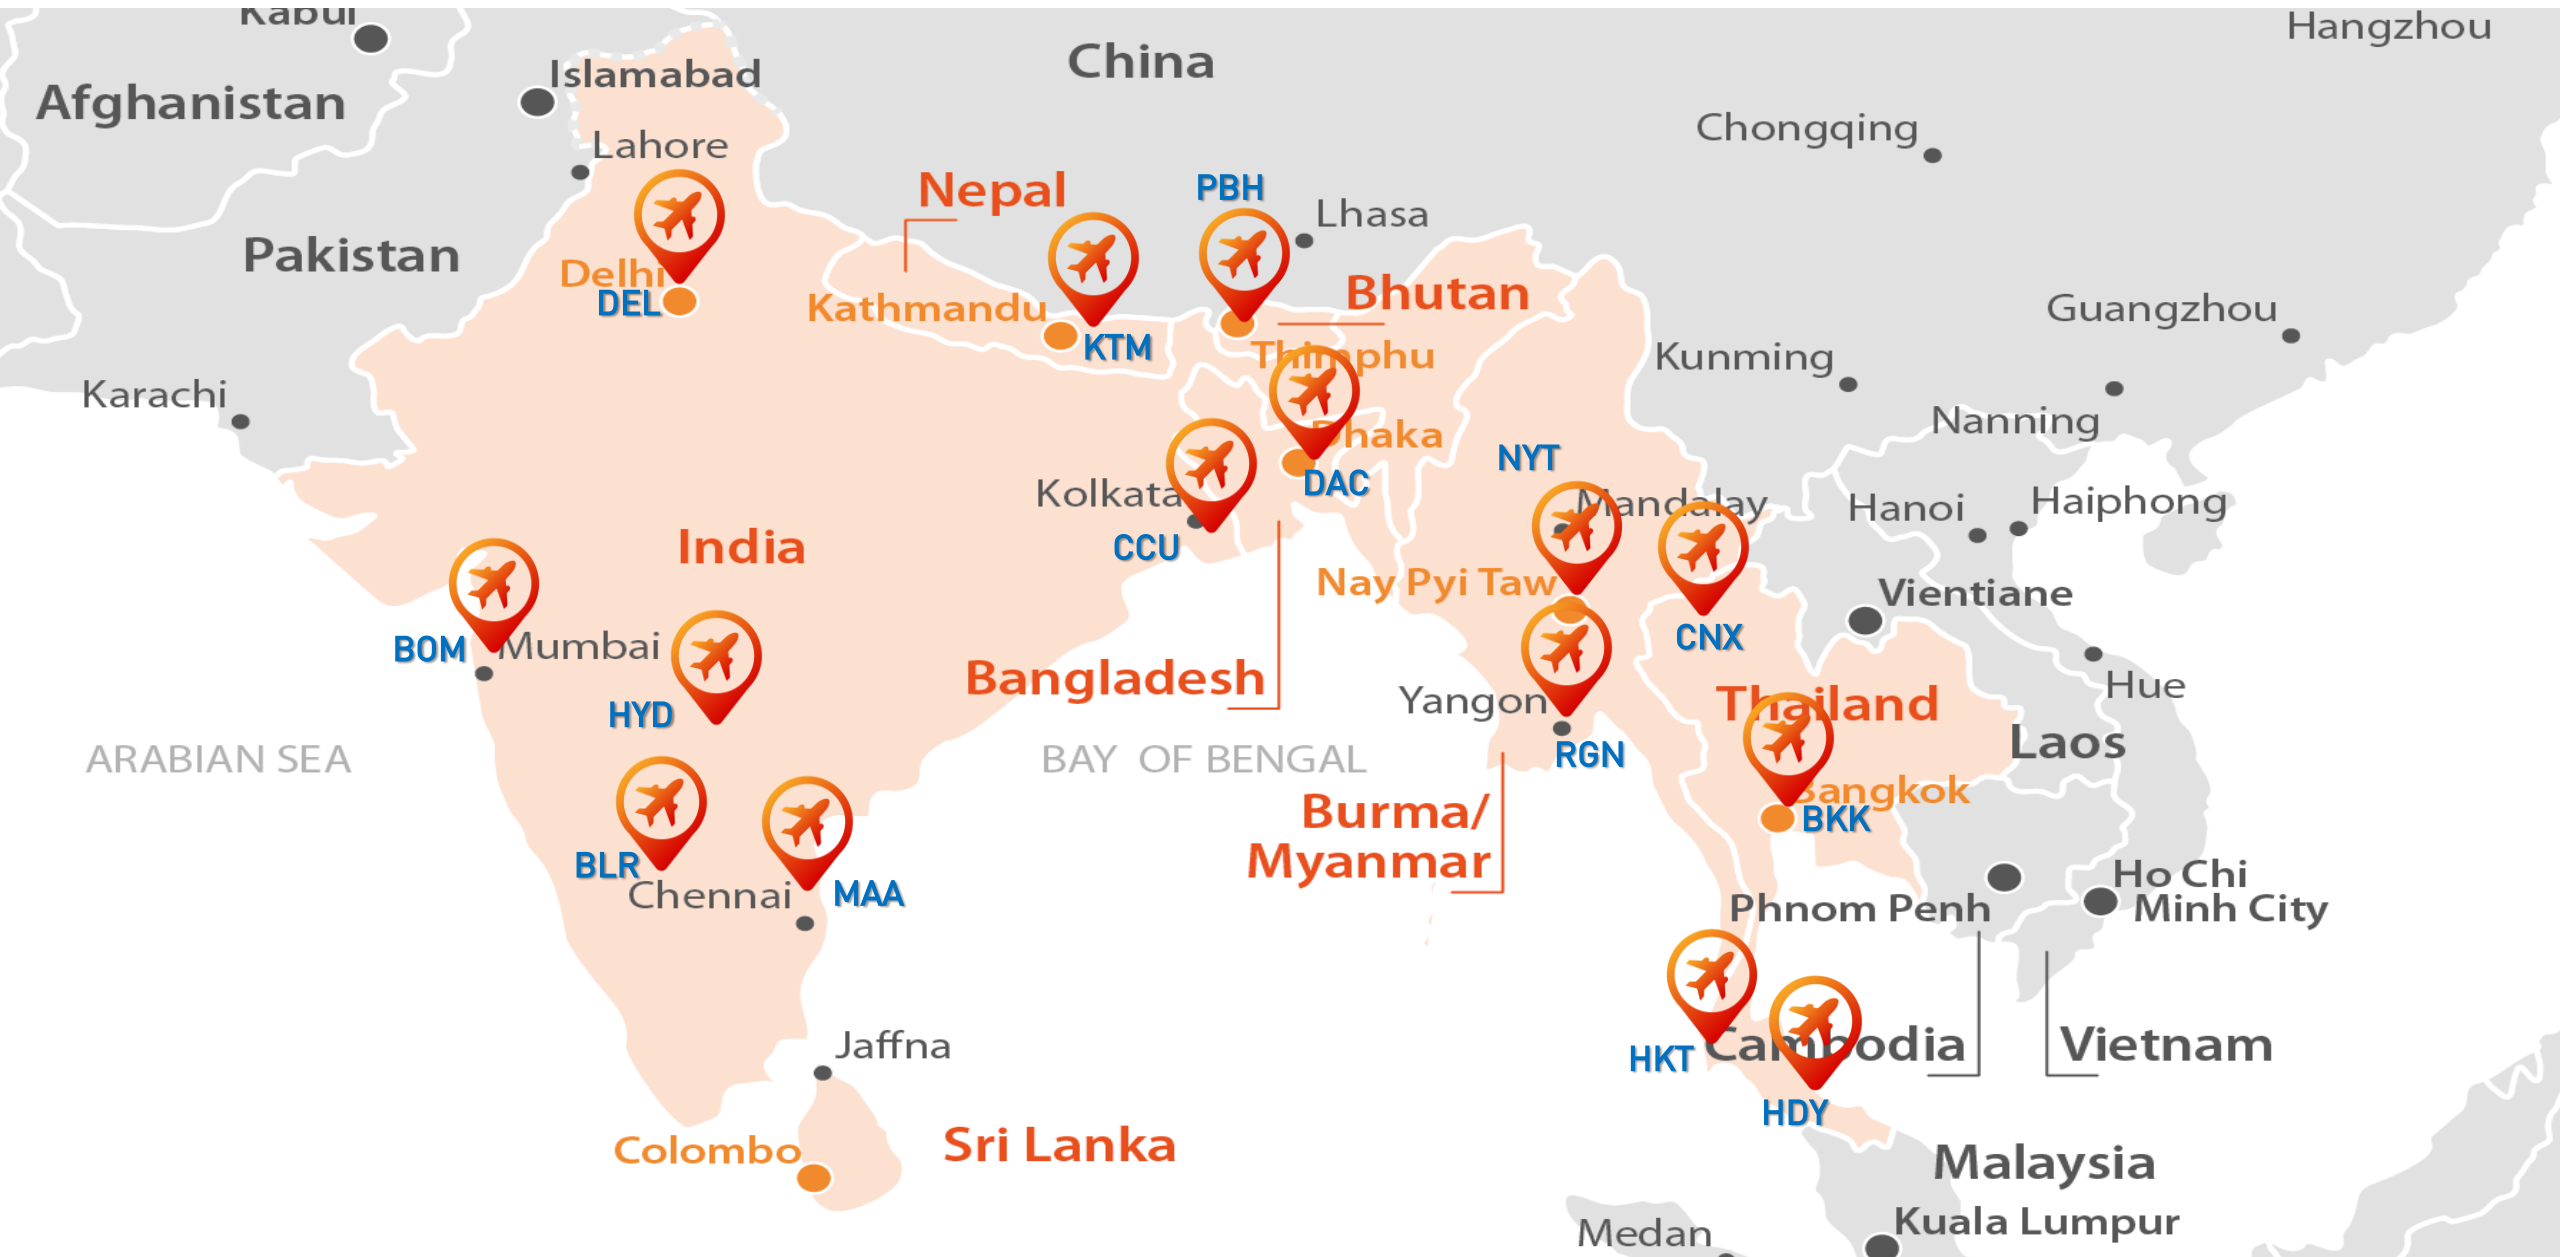 Kabul
Hangzhou
China
Islamabad
Afghanistan
Chongqing
Lahore
Nepal
PBH
Lhasa
Pakistan
Delhi
DEL
Kathmandu
KTM
Bhutan
Guangzhou
Thimphu
Kunming
Karachi
Nanning
Dhaka
DAC
NYT
Kolkata
CCU
Mandalay
Hanoi
Haiphong
India
Nay Pyi Taw
Vientiane
BOM
Mumbai
CNX
Bangladesh
HYD
Yangon
RGN
Thailand
Hue
Laos
ARABIAN SEA
BAY OF BENGAL
Bangkok
BKK
Burma/
Myanmar
BLR
Chennai
MAA
Phnom Penh
Ho Chi
Minh City
Jaffna
HKT
Cambodia
Vietnam
HDY
Colombo
Sri Lanka
Malaysia
Medan
Kuala Lumpur